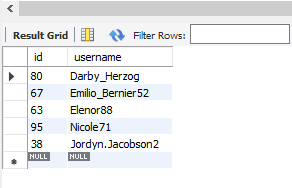 Result Grid Filter Rows:
id username
80 Darby_Herzog
67 Emilio_Bernier52
63 Elenor88
95 Nicole71
38 Jordyn.Jacobson2
NULL NULL